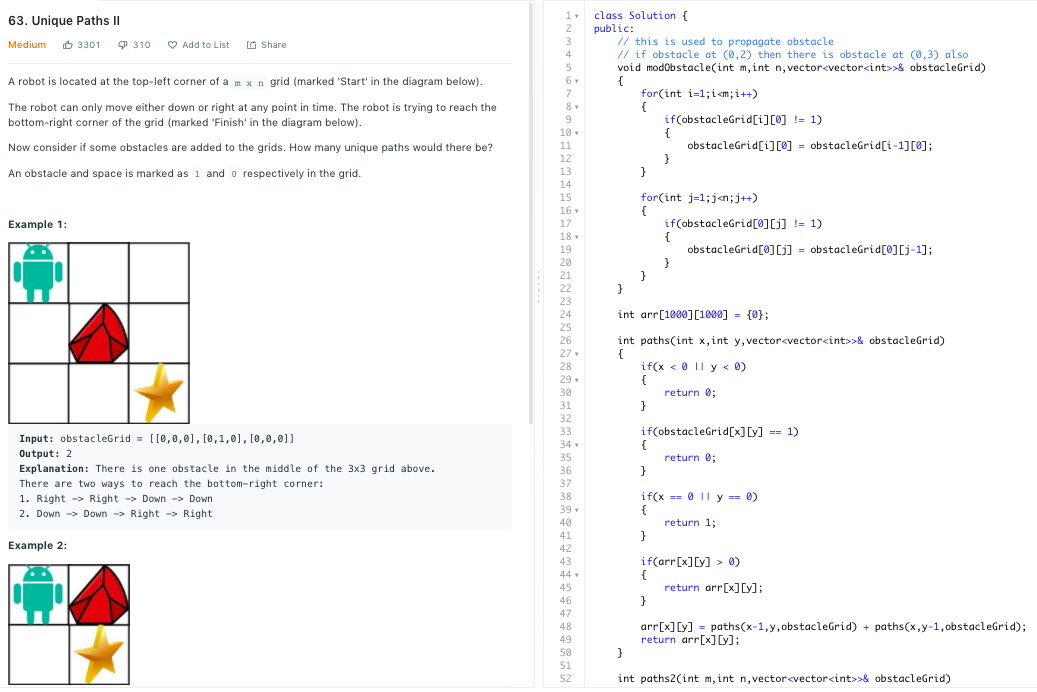 63. Unique Paths II
Medium 3301 310 Add to List Share
A robot is located at the top-left corner of a m x n grid (marked 'Start' in the diagram below).
The robot can only move either down or right at any point in time. The robot is trying to reach the
bottom-right corner of the grid (marked 'Finish' in the diagram below).
Now consider if some obstacles are added to the grids. How many unique paths would there be?
An obstacle and space is marked as 1 and 0 respectively in the grid.
Example 1:
Input: obstacleGrid = [[0,0,0],[0,1,0],[0,0,0]]
Output: 2
Explanation: There is one obstacle in the middle of the 3x3 grid above.
There are two ways to reach the bottom-right corner:
1. Right -> Right -> Down -> Down
2. Down -> Down -> Right -> Right
Example 2:
1 class Solution {
2 public:
3 // this is used to propagate obstacle
4 // if obstacle at (0,2) then there is obstacle at (0,3) also
5 void modObstacle(int m,int n,vector<vector<int>>& obstacleGrid)
6 {
7 for(int i=1;i<m;i++)
8 {
9 if(obstacleGrid[i][0] != 1)
10 {
11 obstacleGrid[i][0] = obstacleGrid[i-1][0];
12 }
13 }
14
15 for(int j=1;j<n;j++)
16 {
17 if(obstacleGrid[0][j] != 1)
18 {
19 obstacleGrid[0][j] = obstacleGrid[0][j-1];
20 }
21 }
22 }
23
24 int arr[1000][1000] = {0};
25
26 int paths(int x,int y,vector<vector<int>>& obstacleGrid)
27 {
28 if(x < 0 || y < 0)
29 {
30 return 0;
31 }
32
33 if(obstacleGrid[x][y] == 1)
34 {
35 return 0;
36 }
37
38 if(x == 0 || y == 0)
39 {
40 return 1;
41 }
42
43 if(arr[x][y] > 0)
44 {
45 return arr[x][y];
46 }
47
48 arr[x][y] = paths(x-1,y,obstacleGrid) + paths(x,y-1,obstacleGrid);
49 return arr[x][y];
50 }
51
52 int paths2(int m,int n,vector<vector<int>>& obstacleGrid)